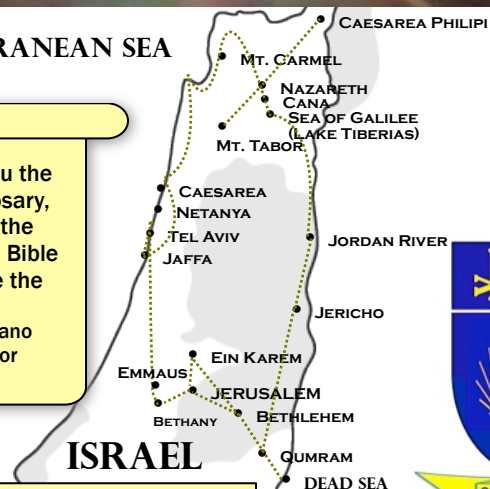 CAESAREA PHILIPI
RANEAN SEA
MT. CARMEL
NAZARETH
CANA
SEA OF GALILEE
(LAKE TIBERIAS)
MT. TABOR
u the
osary,
the
Bible
e the
ano
or
CAESAREA
NETANYA
TEL AVIV
JAFFA
JORDAN RIVER
JERICHO
EIN KAREM
EMMAUS
JERUSALEM
BETHANY
BETHLEHEM
ISRAEL
QUMRAM
DEAD SEA